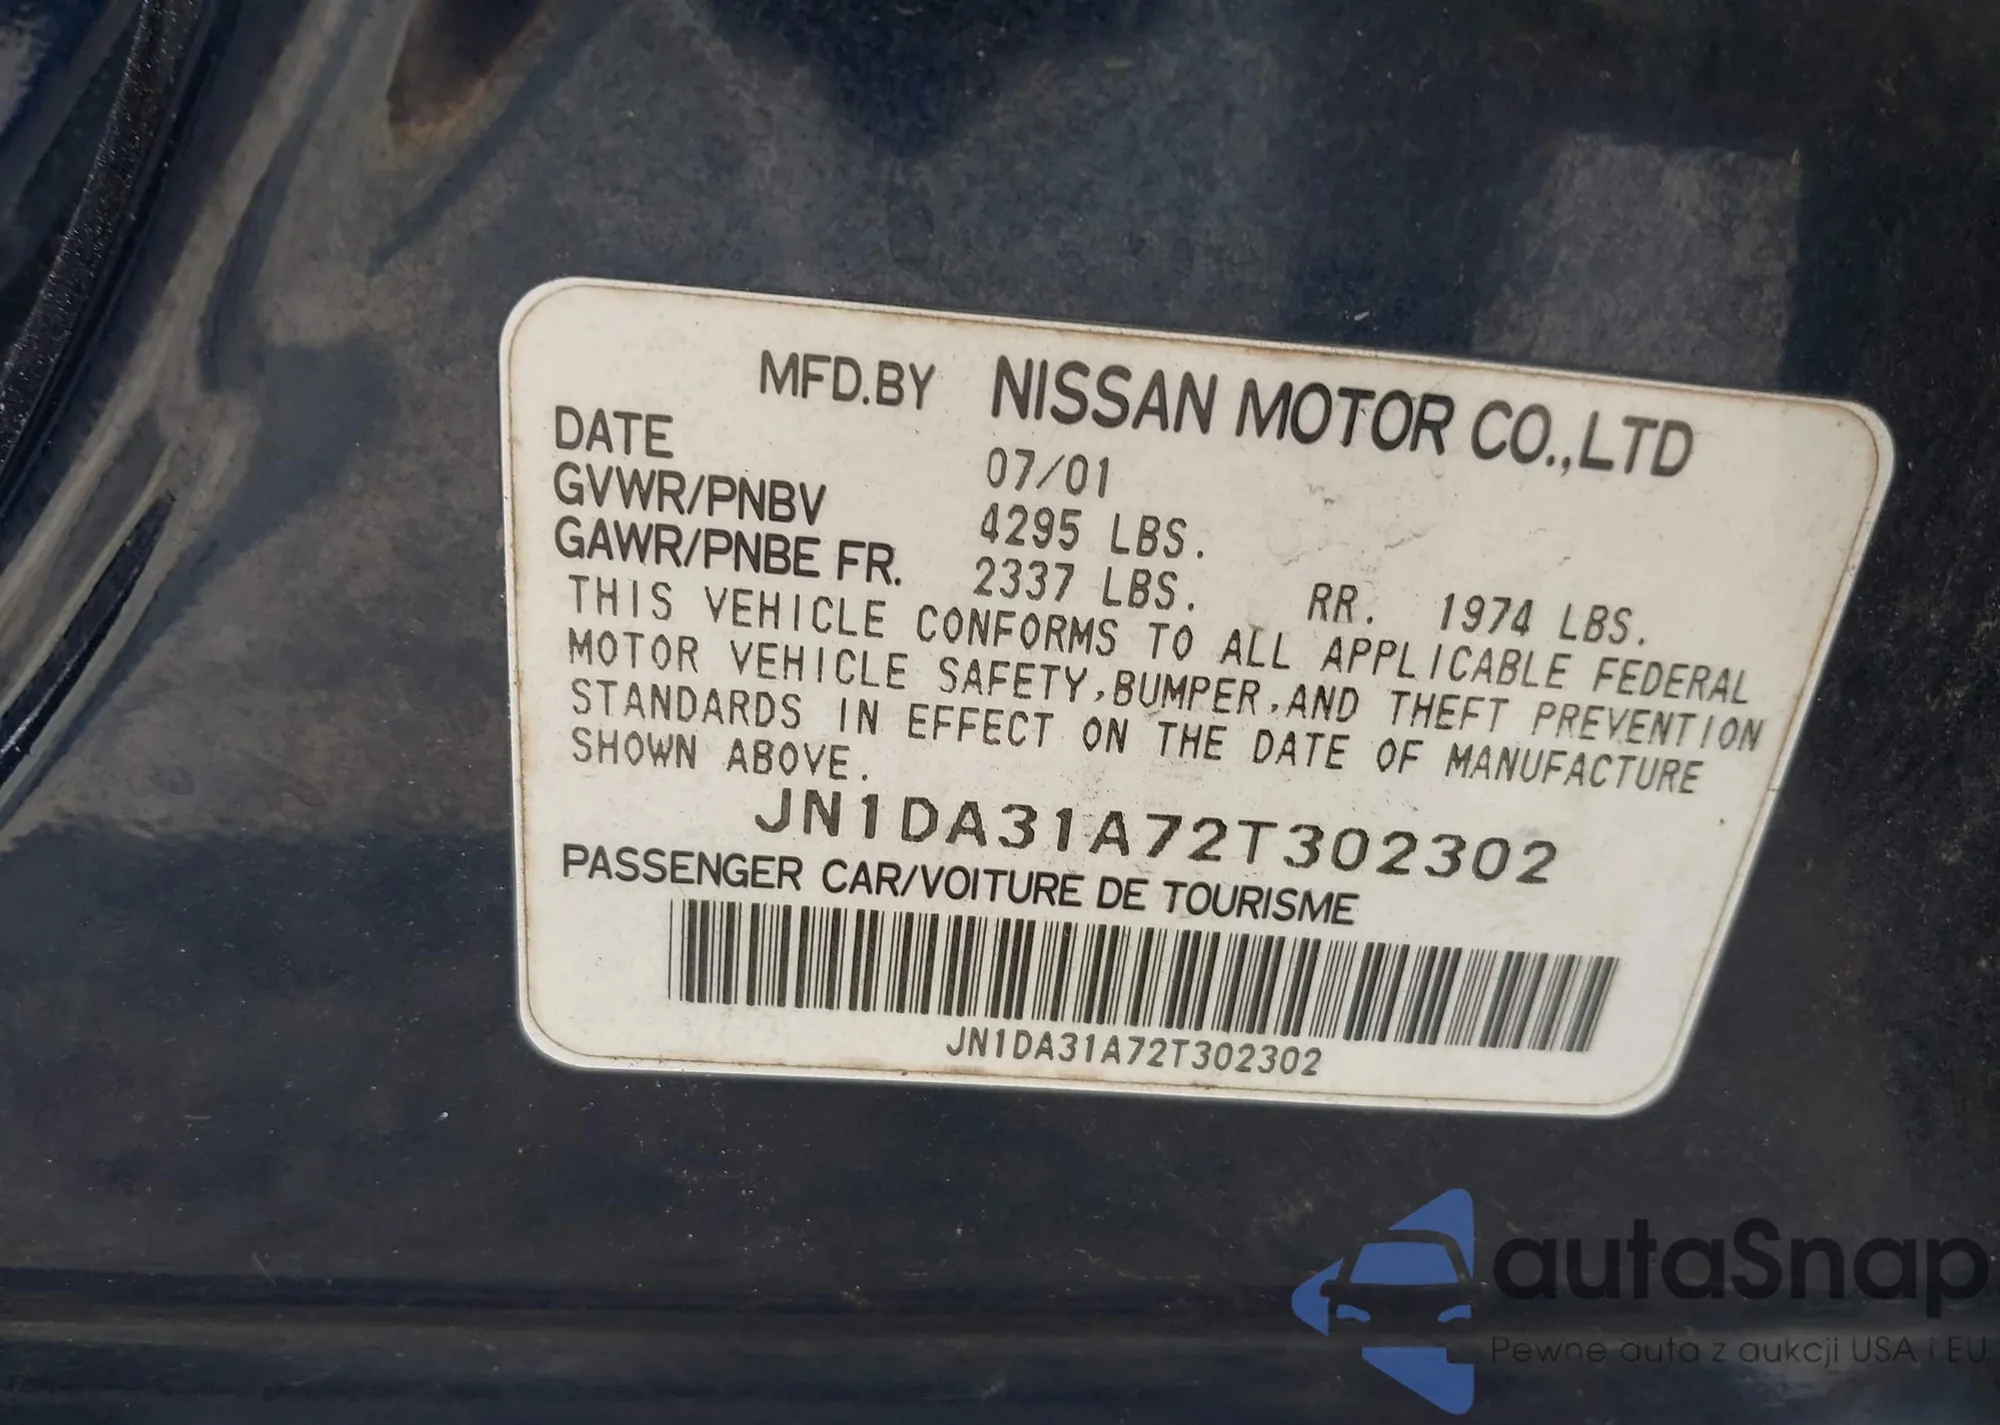 MFD.BY NISSAN MOTOR CO.,LTD
DATE 07/01
GVWR/PNBV 4295 LBS.
GAWR/PNBE FR. 2337 LBS. RR. 1974 LBS.
THIS VEHICLE CONFORMS TO ALL APPLICABLE FEDERAL
MOTOR VEHICLE SAFETY,BUMPER,AND THEFT PREVENTION
STANDARDS IN EFFECT ON THE DATE OF MANUFACTURE
SHOWN ABOVE.
JN1DA31A72T302302
PASSENGER CAR/VOITURE DE TOURISME
JN1DA31A72T302302
autaSnap
Pewne auta z aukcji USA i EU